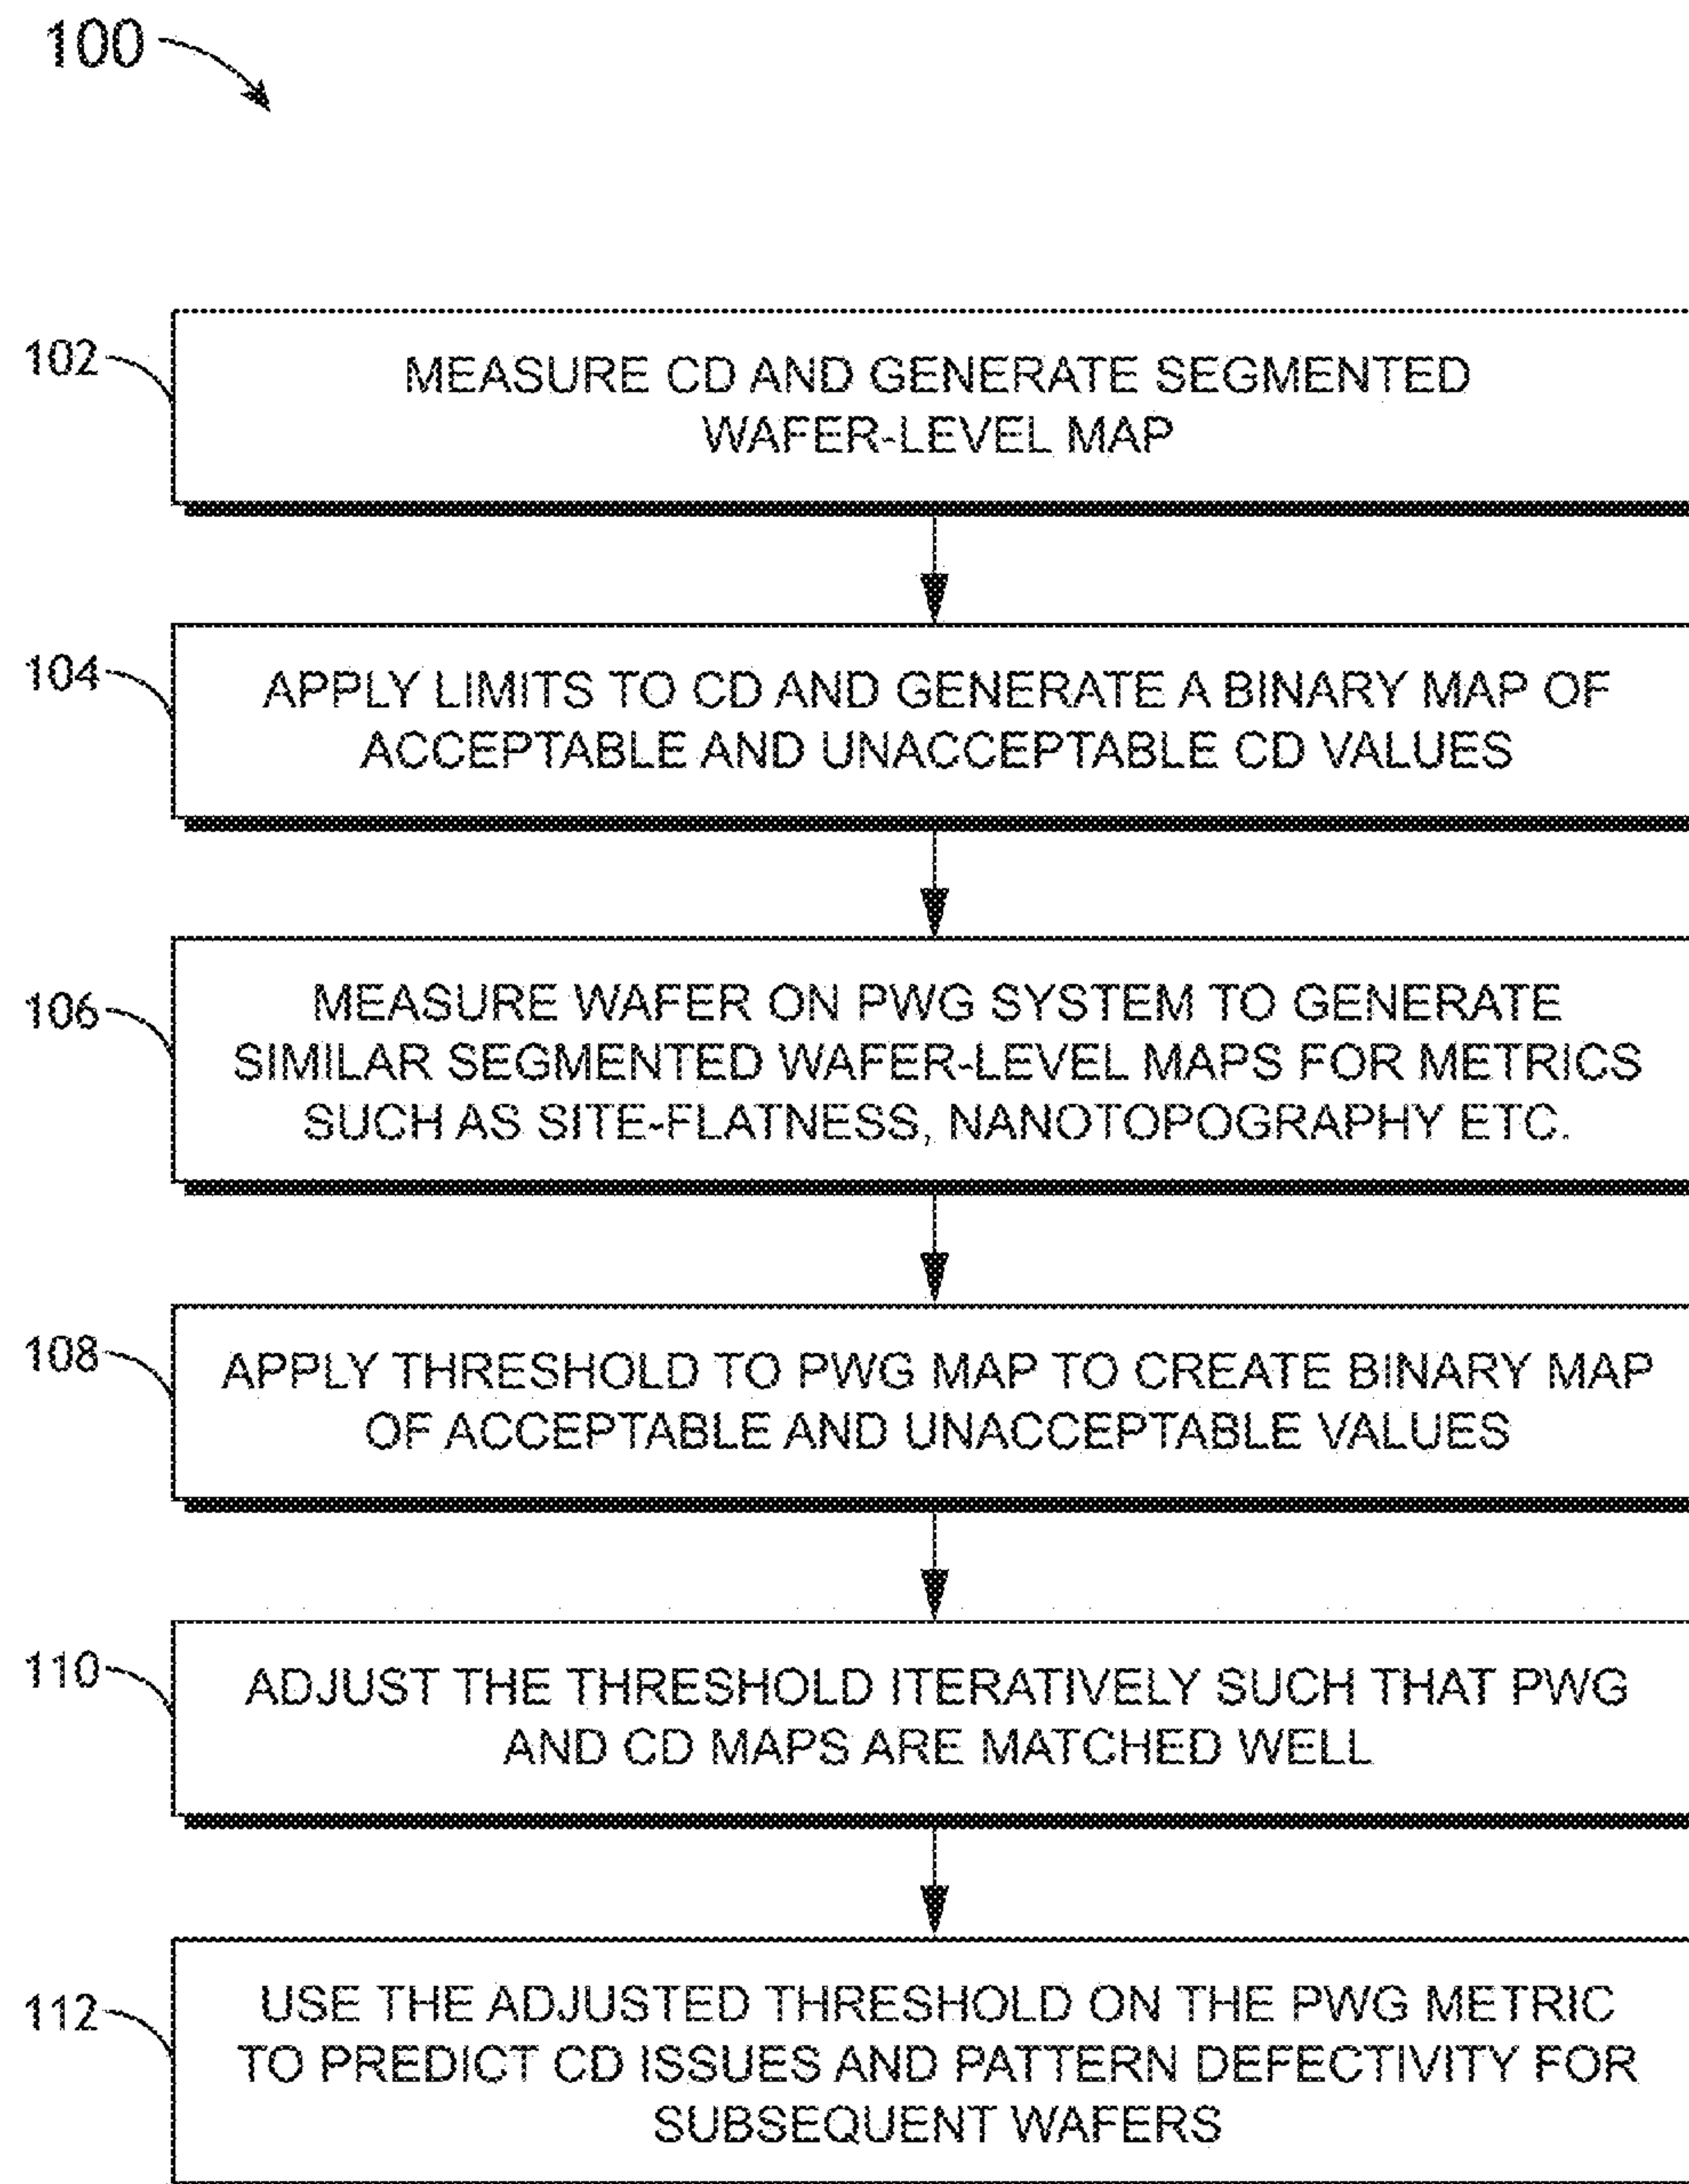 100
102
MEASURE CD AND GENERATE SEGMENTED
WAFER-LEVEL MAP
104
APPLY LIMITS TO CD AND GENERATE A BINARY MAP OF
ACCEPTABLE AND UNACCEPTABLE CD VALUES
106
MEASURE WAFER ON PWG SYSTEM TO GENERATE
SIMILAR SEGMENTED WAFER-LEVEL MAPS FOR METRICS
SUCH AS SITE-FLATNESS, NANOTOPOGRAPHY ETC.
108
APPLY THRESHOLD TO PWG MAP TO CREATE BINARY MAP
OF ACCEPTABLE AND UNACCEPTABLE VALUES
110
ADJUST THE THRESHOLD ITERATIVELY SUCH THAT PWG
AND CD MAPS ARE MATCHED WELL
112
USE THE ADJUSTED THRESHOLD ON THE PWG METRIC
TO PREDICT CD ISSUES AND PATTERN DEFECTIVITY FOR
SUBSEQUENT WAFERS